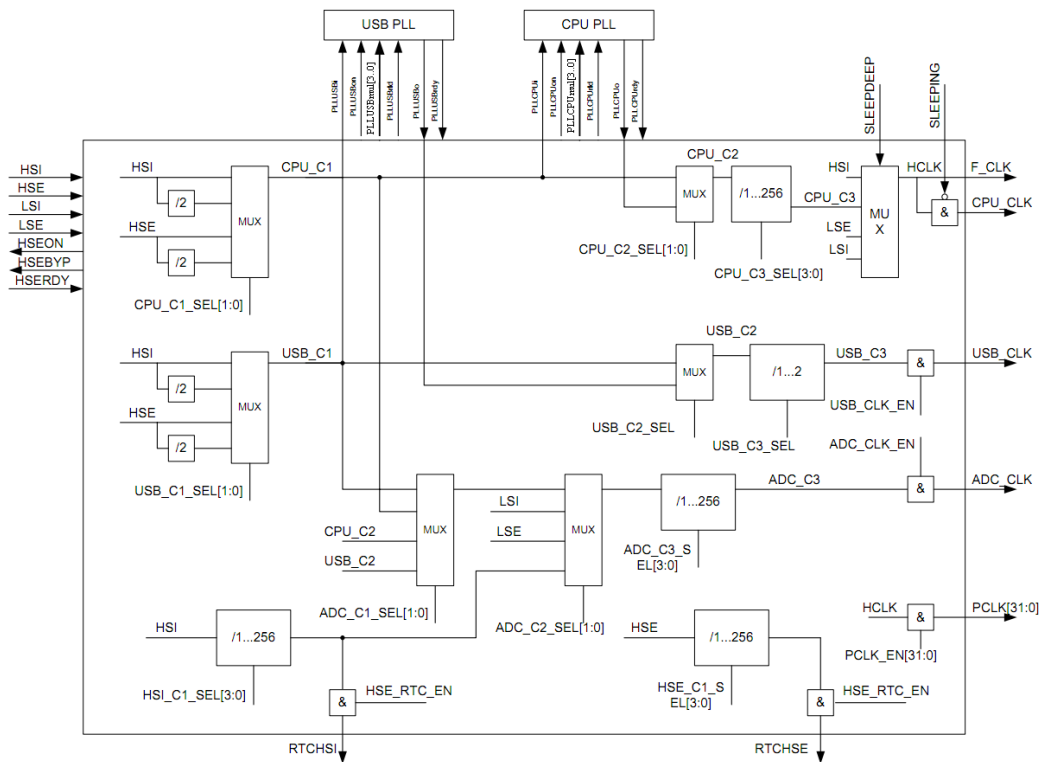 USB PLL
CPU PLL
PLLUSBi
PLLUSBon
PLLUSBmul[3..0]
PLLUSBrld
PLLUSBo
PLLUSBrdy
PLLCPUi
PLLCPUon
PLLCPUmul[3..0]
PLLCPUrld
PLLCPUo
PLLCPUrdy
SLEEPDEEP
SLEEPING
HSI
HSE
LSI
LSE
HSEON
HSEBYP
HSERDY
HSI
/2
HSE
/2
MUX
CPU_C1
CPU_C1_SEL[1:0]
CPU_C2
MUX
/1...256
CPU_C2_SEL[1:0]
CPU_C3_SEL[3:0]
HSI
CPU_C3
LSE
LSI
MU
X
HCLK
F_CLK
&
CPU_CLK
HSI
/2
HSE
/2
MUX
USB_C1
USB_C1_SEL[1:0]
USB_C2
MUX
/1...2
USB_C2_SEL
USB_C3_SEL
USB_C3
&
USB_CLK
USB_CLK_EN
ADC_CLK_EN
CPU_C2
USB_C2
MUX
ADC_C1_SEL[1:0]
LSI
LSE
MUX
ADC_C2_SEL[1:0]
/1...256
ADC_C3_S
EL[3:0]
ADC_C3
&
ADC_CLK
HSI
/1...256
HSI_C1_SEL[3:0]
&
HSE_RTC_EN
RTCHSI
HSE
/1...256
HSE_C1_S
EL[3:0]
&
HSE_RTC_EN
RTCHSE
HCLK
&
PCLK[31:0]
PCLK_EN[31:0]